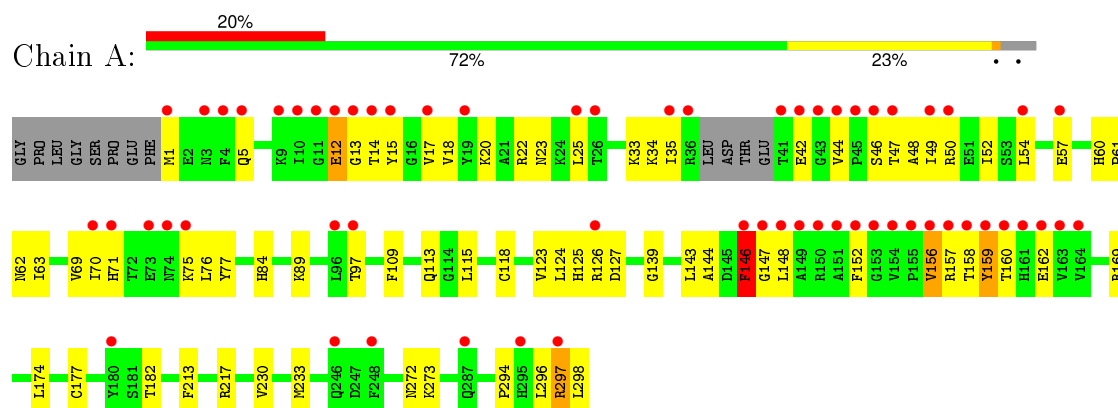 20%
Chain A:
72% 23% • •
GLY PRO LEU GLY SER PRO GLU PHE M1 E2 N3 F4 Q5 K9 I10 G11 E12 G13 T14 Y15 G16 V17 V18 Y19 K20 A21 R22 N23 K24 L25 T26 K33 K34 I35 R36 LEU ASP THR GLU T41 E42 G43 V44 P45 S46 T47 A48 I49 R50 E51 I52 S53 L54 E57 H60 P61
N62 I63 V69 I70 H71 T72 E73 N74 K75 L76 Y77 H84 K89 L96 T97 F109 Q113 G114 L115 C118 V123 L124 H125 R126 D127 G139 L143 A144 D145 F146 G147 L148 A149 R150 A151 F152 G153 V154 P155 V156 R157 T158 Y159 T160 H161 E162 V163 V164 R169
L174 C177 Y180 S181 T182 F213 R217 V230 M233 Q246 D247 F248 N272 K273 Q287 P294 H295 L296 R297 L298